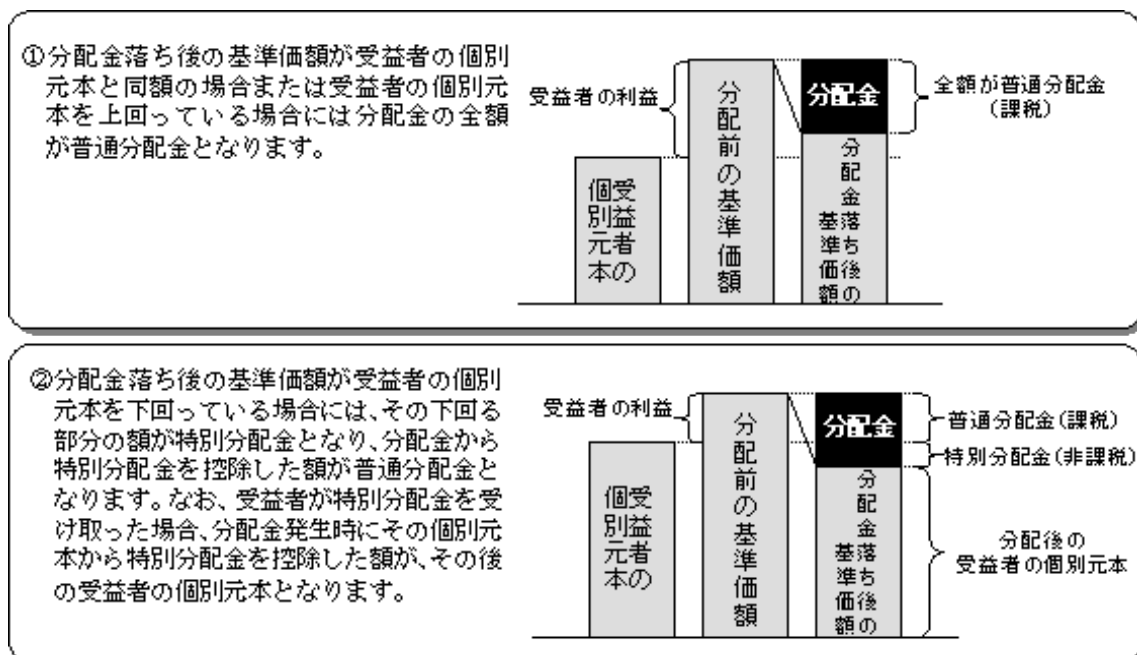 ①分配金落ち後の基準価額が受益者の個別
元本と同額の場合または受益者の個別元
本を上回っている場合には分配金の全額
が普通分配金となります。
受益者の利益
受益者の
個別元本
分配前の基準価額
分配金
分配金落ち後の
基準価額
全額が普通分配金
(課税)
②分配金落ち後の基準価額が受益者の個別
元本を下回っている場合には、その下回る
部分の額が特別分配金となり、分配金から
特別分配金を控除した額が普通分配金と
なります。なお、受益者が特別分配金を受
け取った場合、分配金発生時にその個別元
本から特別分配金を控除した額が、その後
の受益者の個別元本となります。
受益者の利益
受益者の
個別元本
分配前の基準価額
分配金
分配金落ち後の
基準価額
普通分配金(課税)
特別分配金(非課税)
分配後の
受益者の個別元本